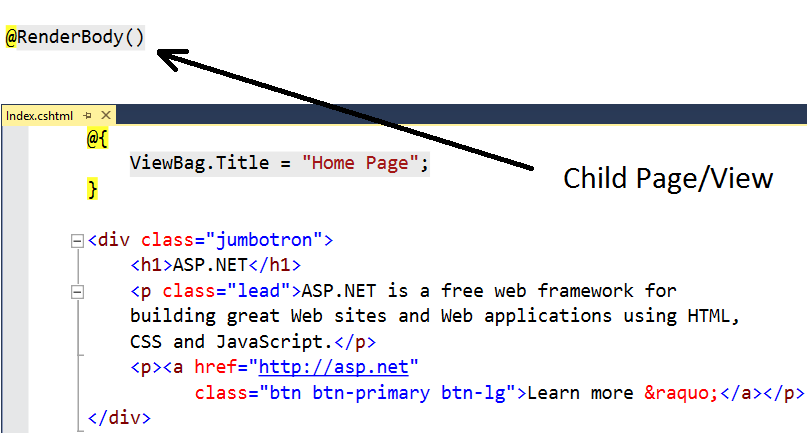 @RenderBody()
Index.cshtml
@{
ViewBag.Title = "Home Page";
Child Page/View
}
<div class="jumbotron">
<h1>ASP.NET</h1>
<p class="lead">ASP.NET is a free web framework for
building great Web sites and Web applications using HTML,
CSS and JavaScript.</p>
<p><a href="http://asp.net"
class="btn btn-primary btn-lg">Learn more &raquo;</a></p>
</div>